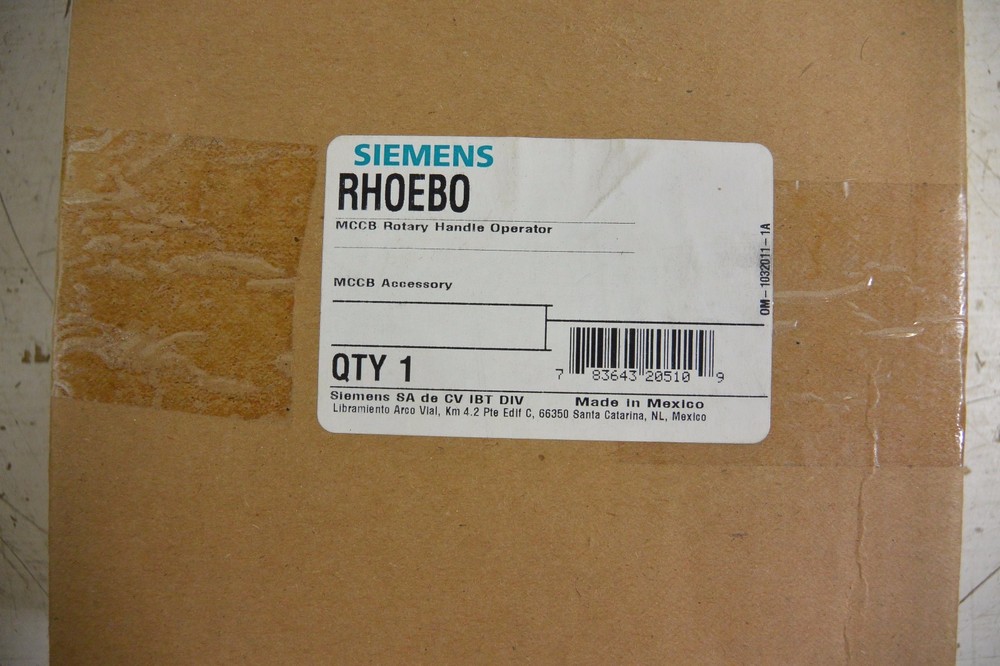 SIEMENS
RHOEBO
MCCB Rotary Handle Operator
MCCB Accessory
OM-1032011-1A
QTY 1
7 83643 20510 9
Siemens SA de CV IBT DIV Made in Mexico
Libramiento Arco Vial, Km 4.2 Pte Edif C, 66350 Santa Catarina, NL, Mexico